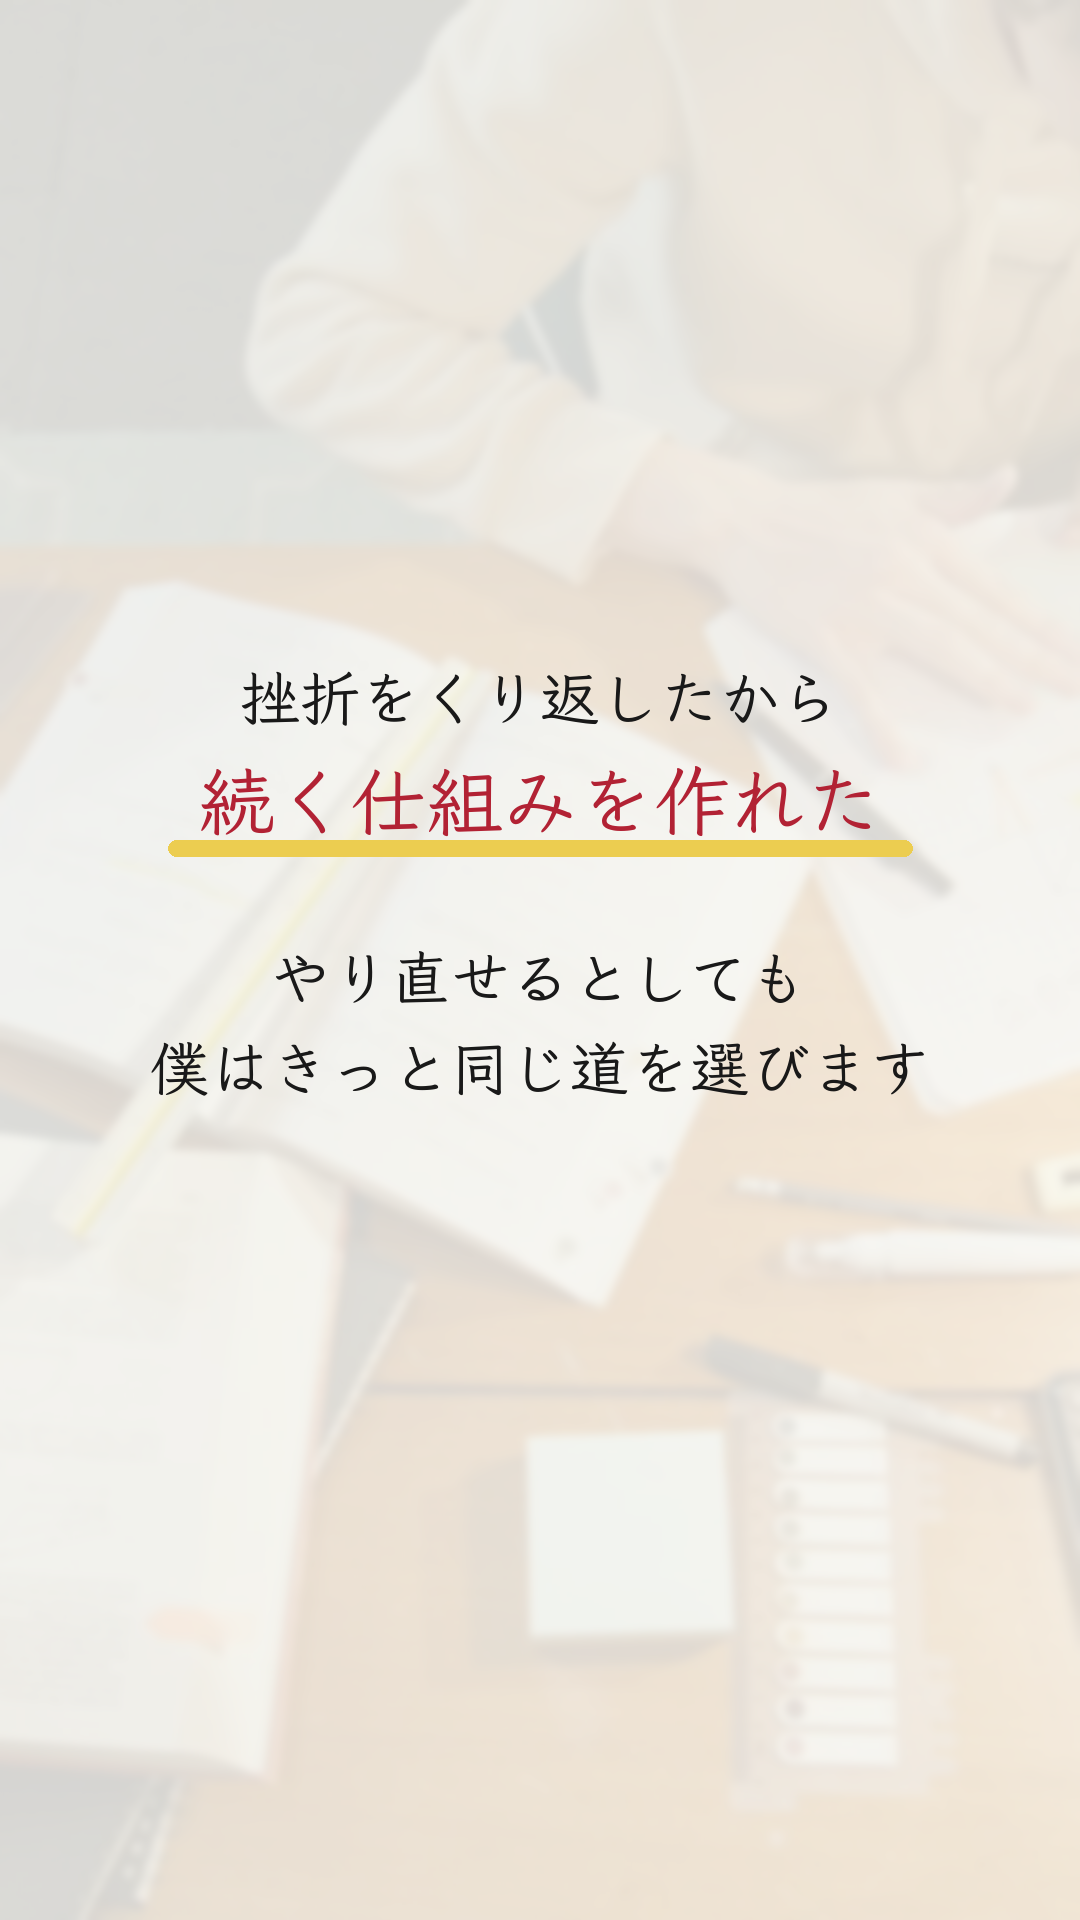 挫折をくり返したから
続く仕組みを作れた
やり直せるとしても
僕はきっと同じ道を選びます